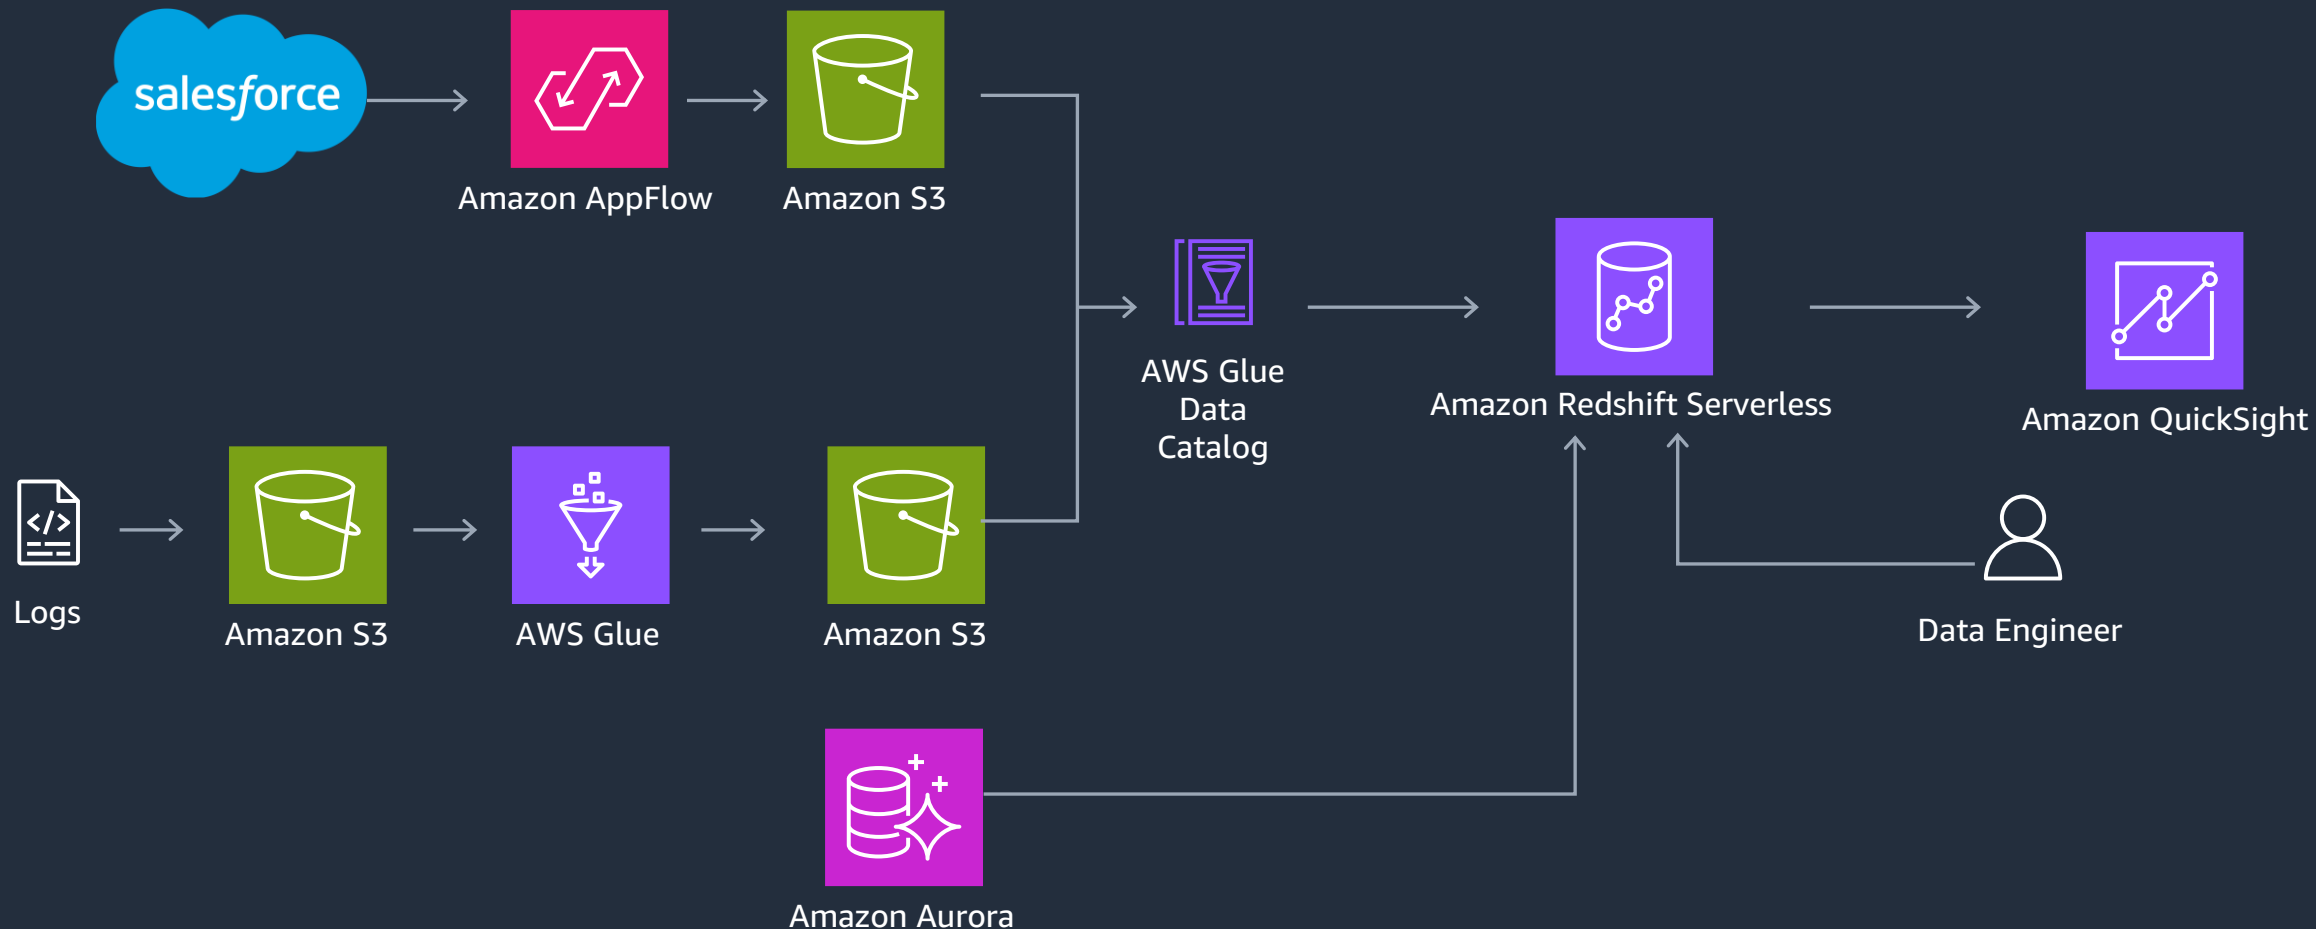 salesforce
Amazon AppFlow
Amazon S3
AWS Glue
Data
Catalog
Amazon Redshift Serverless
Amazon QuickSight
Logs
Amazon S3
AWS Glue
Amazon S3
Data Engineer
Amazon Aurora